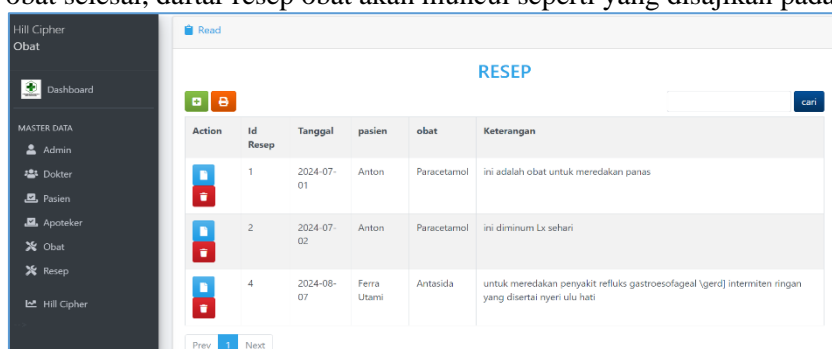 obat selesai, daftar resep obat akan muncul seperti yang disajikan pada
Hill Cipher
Obat
Dashboard
MASTER DATA
Admin
Dokter
Pasien
Apoteker
Obat
Resep
Hill Cipher
Read
RESEP
cari
Action Id Resep Tanggal pasien obat Keterangan
1 2024-07-01 Anton Paracetamol ini adalah obat untuk meredakan panas
2 2024-07-02 Anton Paracetamol ini diminum Lx sehari
4 2024-08-07 Ferra Utami Antasida untuk meredakan penyakit refluks gastroesofageal \gerd] intermiten ringan
yang disertai nyeri ulu hati
Prev 1 Next